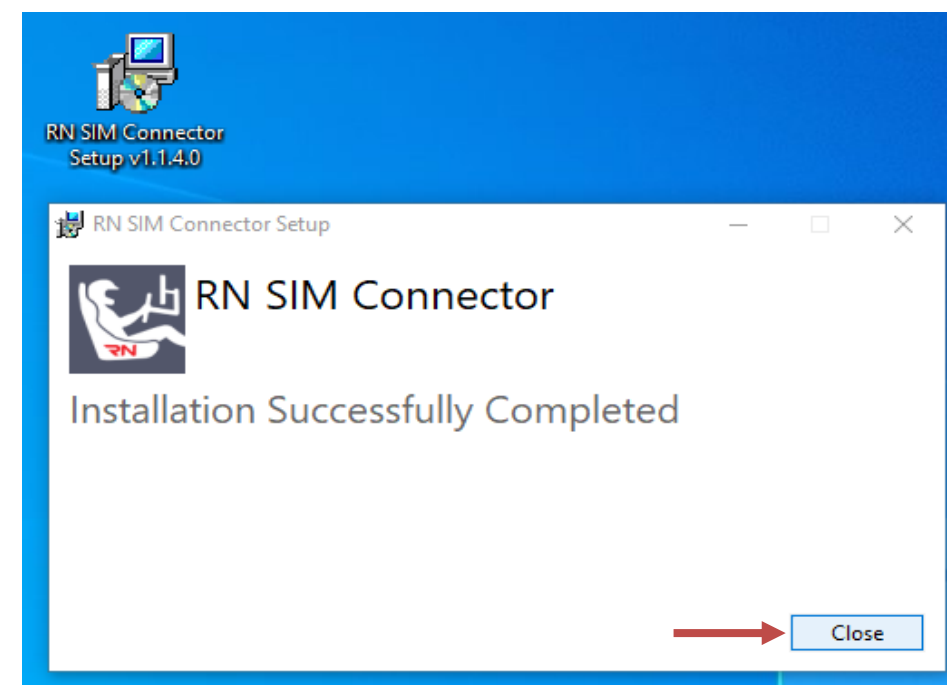 RN SIM Connector
Setup v1.1.4.0
RN SIM Connector Setup
RN SIM Connector
RN
Installation Successfully Completed
Close